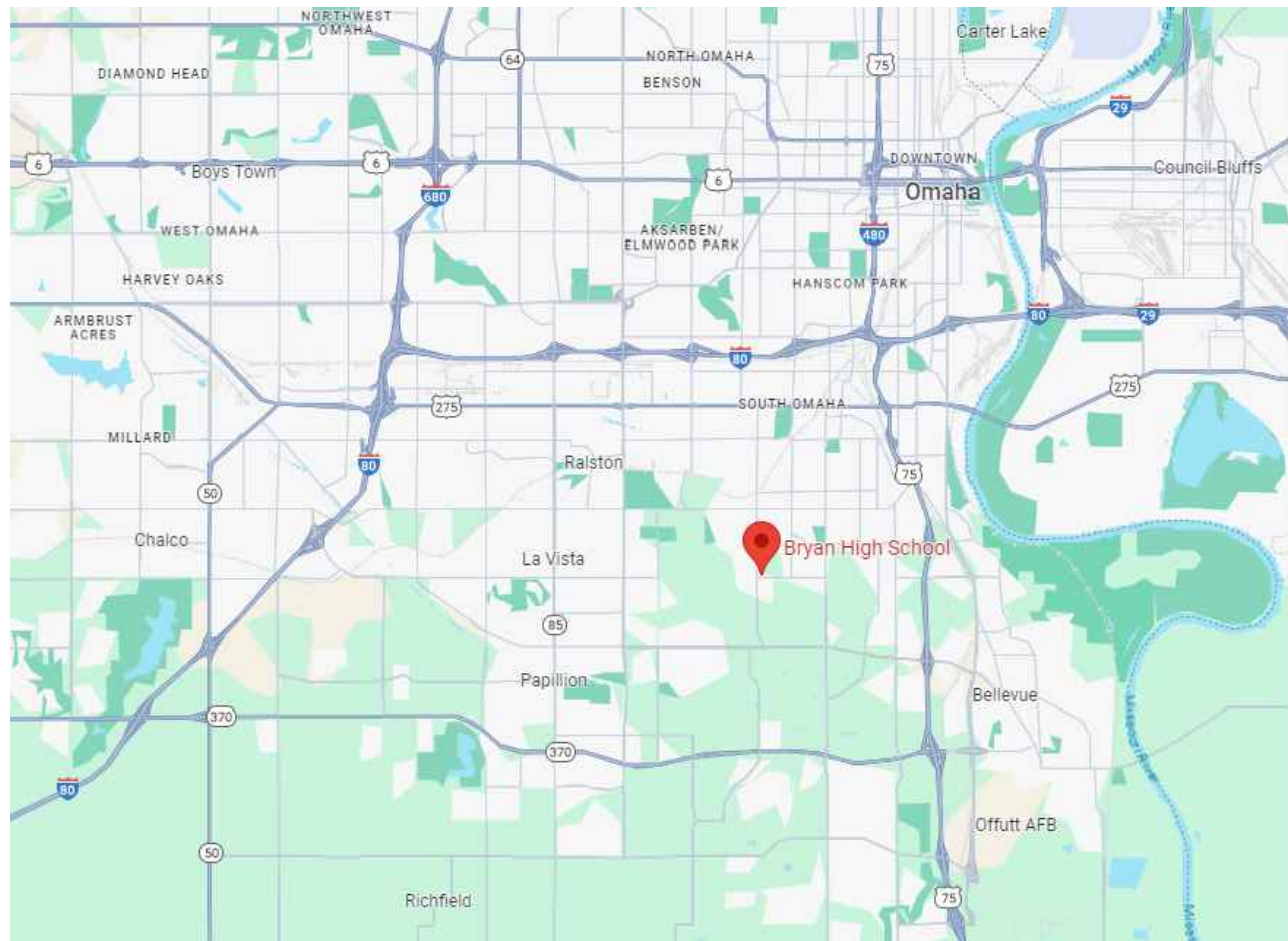 NORTHWEST
OMAHA
Carter Lake
64
NORTH OMAHA
75
DIAMOND HEAD
BENSON
29
6
6
DOWNTOWN
Boys Town
6
Council Bluffs
680
Omaha
WEST OMAHA
AKSARBEN/
ELMWOOD PARK
480
HARVEY OAKS
HANSCOM PARK
ARMBRUST
ACRES
80
29
80
275
275
SOUTH OMAHA
MILLARD
Ralston
80
75
50
Chalco
La Vista
Bryan High School
85
Papillion
Bellevue
370
370
Missouri River
80
Offutt AFB
50
Richfield
75